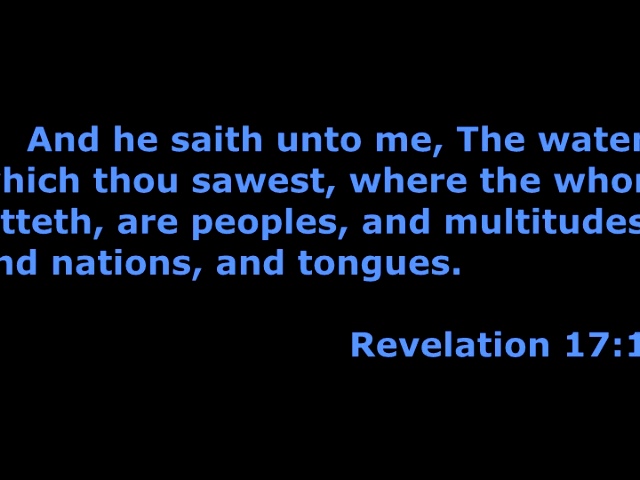 And he saith unto me, The water
hich thou sawest, where the whor
tteth, are peoples, and multitudes
nd nations, and tongues.
Revelation 17:1